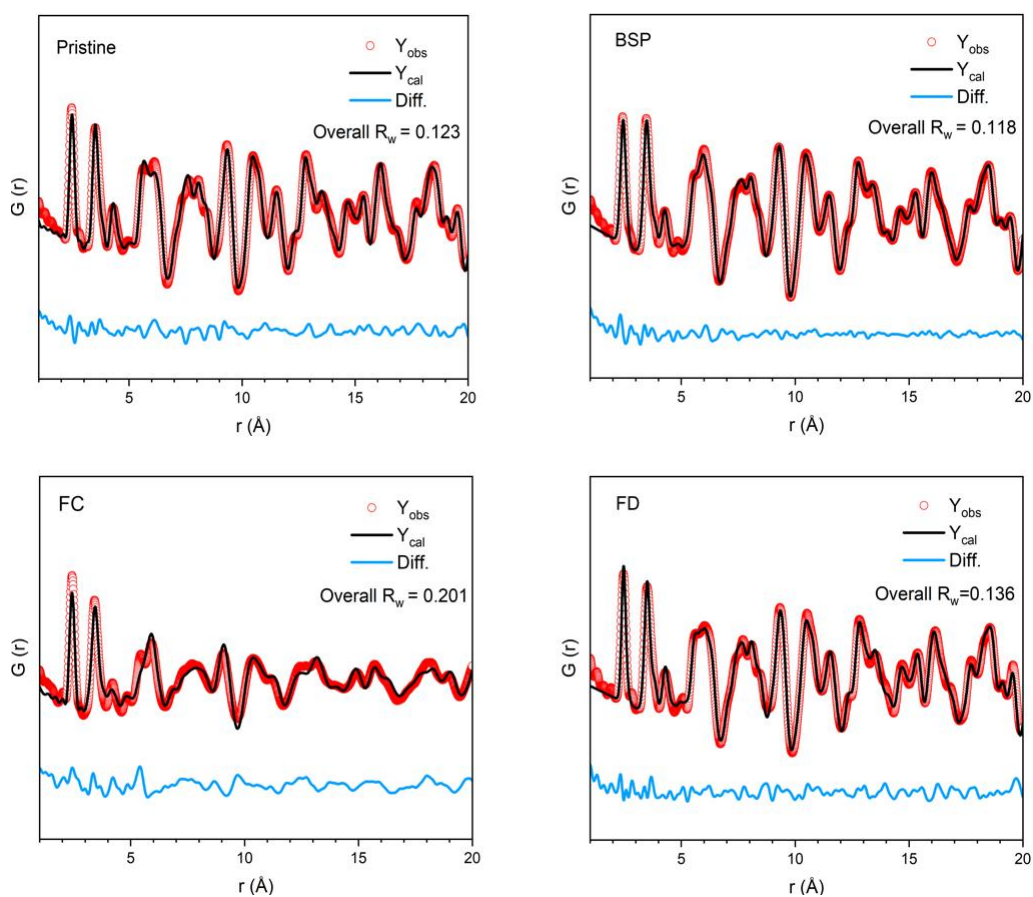 Pristine
Yobs
Ycal
Diff.
Overall Rw = 0.123
G (r)
5 10 15 20
r (Å)
BSP
Yobs
Ycal
Diff.
Overall Rw = 0.118
G (r)
5 10 15 20
r (Å)
FC
Yobs
Ycal
Diff.
Overall Rw = 0.201
G (r)
5 10 15 20
r (Å)
FD
Yobs
Ycal
Diff.
Overall Rw=0.136
G (r)
5 10 15 20
r (Å)